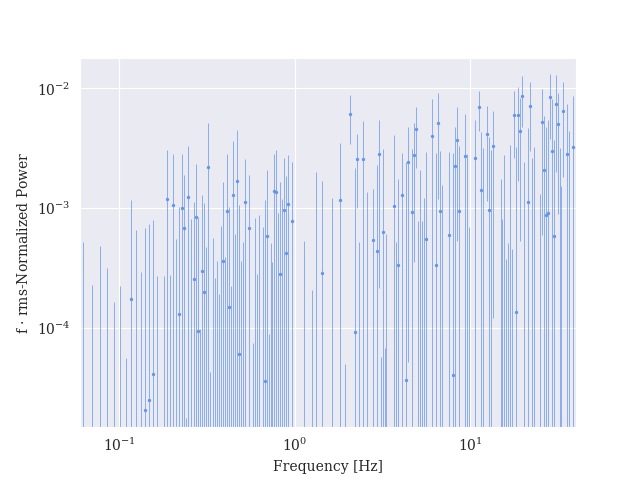 f · rms-Normalized Power
10⁻²
10⁻³
10⁻⁴
10⁻¹ 10⁰ 10¹
Frequency [Hz]